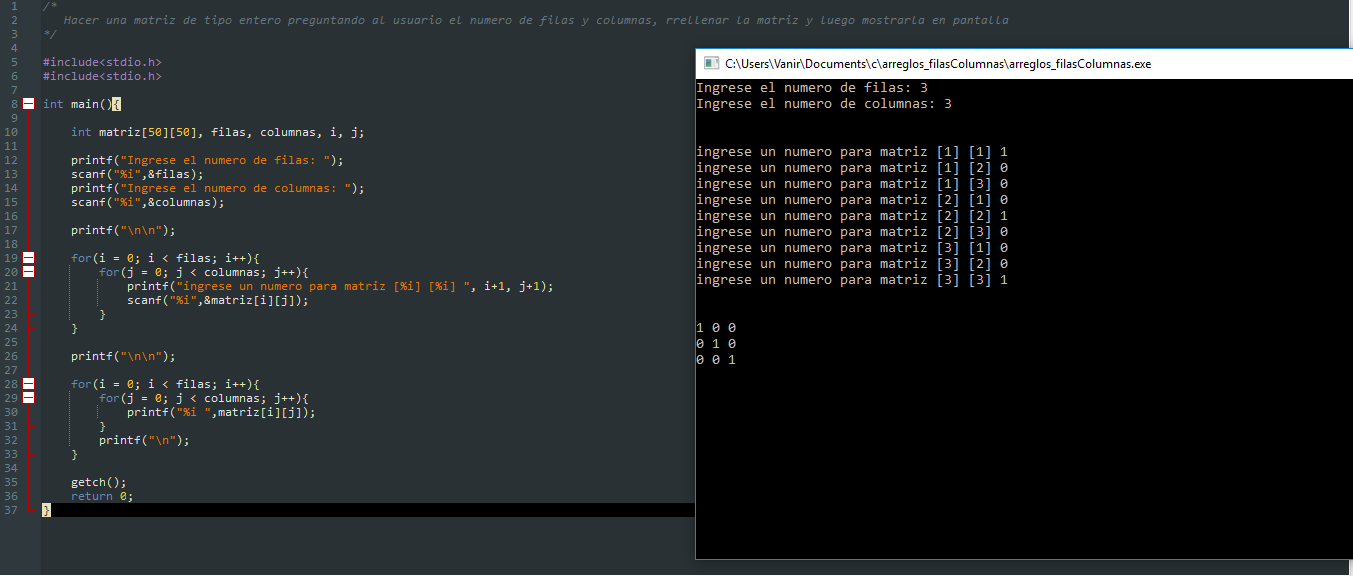 1 /*
2 Hacer una matriz de tipo entero preguntando al usuario el numero de filas y columnas, rrellenar la matriz y luego mostrarla en pantalla
3 */
4
5 #include<stdio.h>
6 #include<stdio.h>
7
8 int main(){
9
10 int matriz[50][50], filas, columnas, i, j;
11
12 printf("Ingrese el numero de filas: ");
13 scanf("%i",&filas);
14 printf("Ingrese el numero de columnas: ");
15 scanf("%i",&columnas);
16
17 printf("\n\n");
18
19 for(i = 0; i < filas; i++){
20 for(j = 0; j < columnas; j++){
21 printf("ingrese un numero para matriz [%i] [%i] ", i+1, j+1);
22 scanf("%i",&matriz[i][j]);
23 }
24 }
25
26 printf("\n\n");
27
28 for(i = 0; i < filas; i++){
29 for(j = 0; j < columnas; j++){
30 printf("%i ",matriz[i][j]);
31 }
32 printf("\n");
33 }
34
35 getch();
36 return 0;
37 }
C:\Users\Vanir\Documents\c\arreglos_filasColumnas\arreglos_filasColumnas.exe
Ingrese el numero de filas: 3
Ingrese el numero de columnas: 3
ingrese un numero para matriz [1] [1] 1
ingrese un numero para matriz [1] [2] 0
ingrese un numero para matriz [1] [3] 0
ingrese un numero para matriz [2] [1] 0
ingrese un numero para matriz [2] [2] 1
ingrese un numero para matriz [2] [3] 0
ingrese un numero para matriz [3] [1] 0
ingrese un numero para matriz [3] [2] 0
ingrese un numero para matriz [3] [3] 1
1 0 0
0 1 0
0 0 1